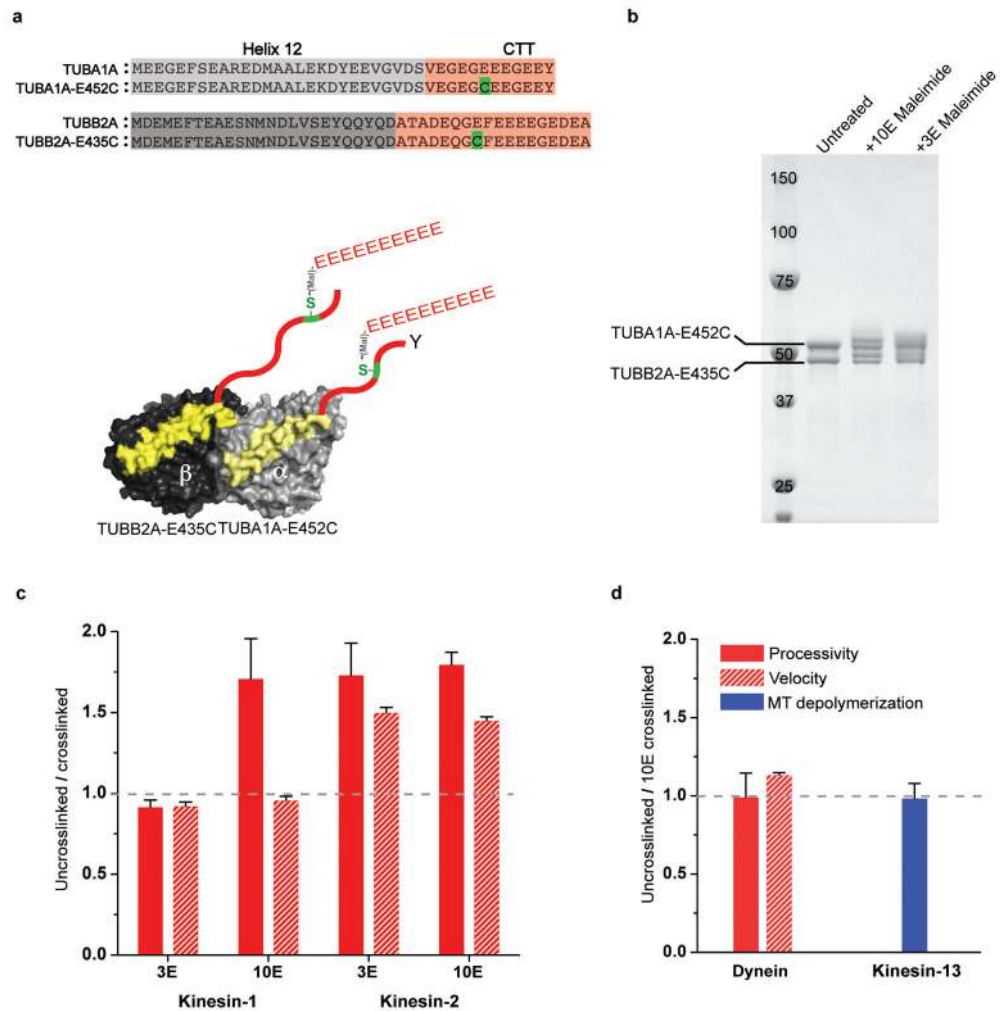 a
Helix 12 CTT
TUBA1A : MEEGEFSEAREDMAALEKDYEEVGVDSVEGEGEEEGEEY
TUBA1A-E452C : MEEGEFSEAREDMAALEKDYEEVGVDSVEGEGCEEGEEY
TUBB2A : MDEMEFTEAESNMNDLVSEYQQYQDATADEQGEFEEEEGEDEA
TUBB2A-E435C : MDEMEFTEAESNMNDLVSEYQQYQDATADEQGCFEEEEGEDEA
EEEEEEEEEE
S-(Mal)-
EEEEEEEEEE
S-(Mal)-
Y
β
α
TUBB2A-E435C TUBA1A-E452C
b
Untreated
+10E Maleimide
+3E Maleimide
150
100
75
50
37
25
TUBA1A-E452C
TUBB2A-E435C
c
Uncrosslinked / crosslinked
2.0
1.5
1.0
0.5
0.0
3E 10E 3E 10E
Kinesin-1 Kinesin-2
d
Uncrosslinked / 10E crosslinked
2.0
1.5
1.0
0.5
0.0
Processivity
Velocity
MT depolymerization
Dynein Kinesin-13